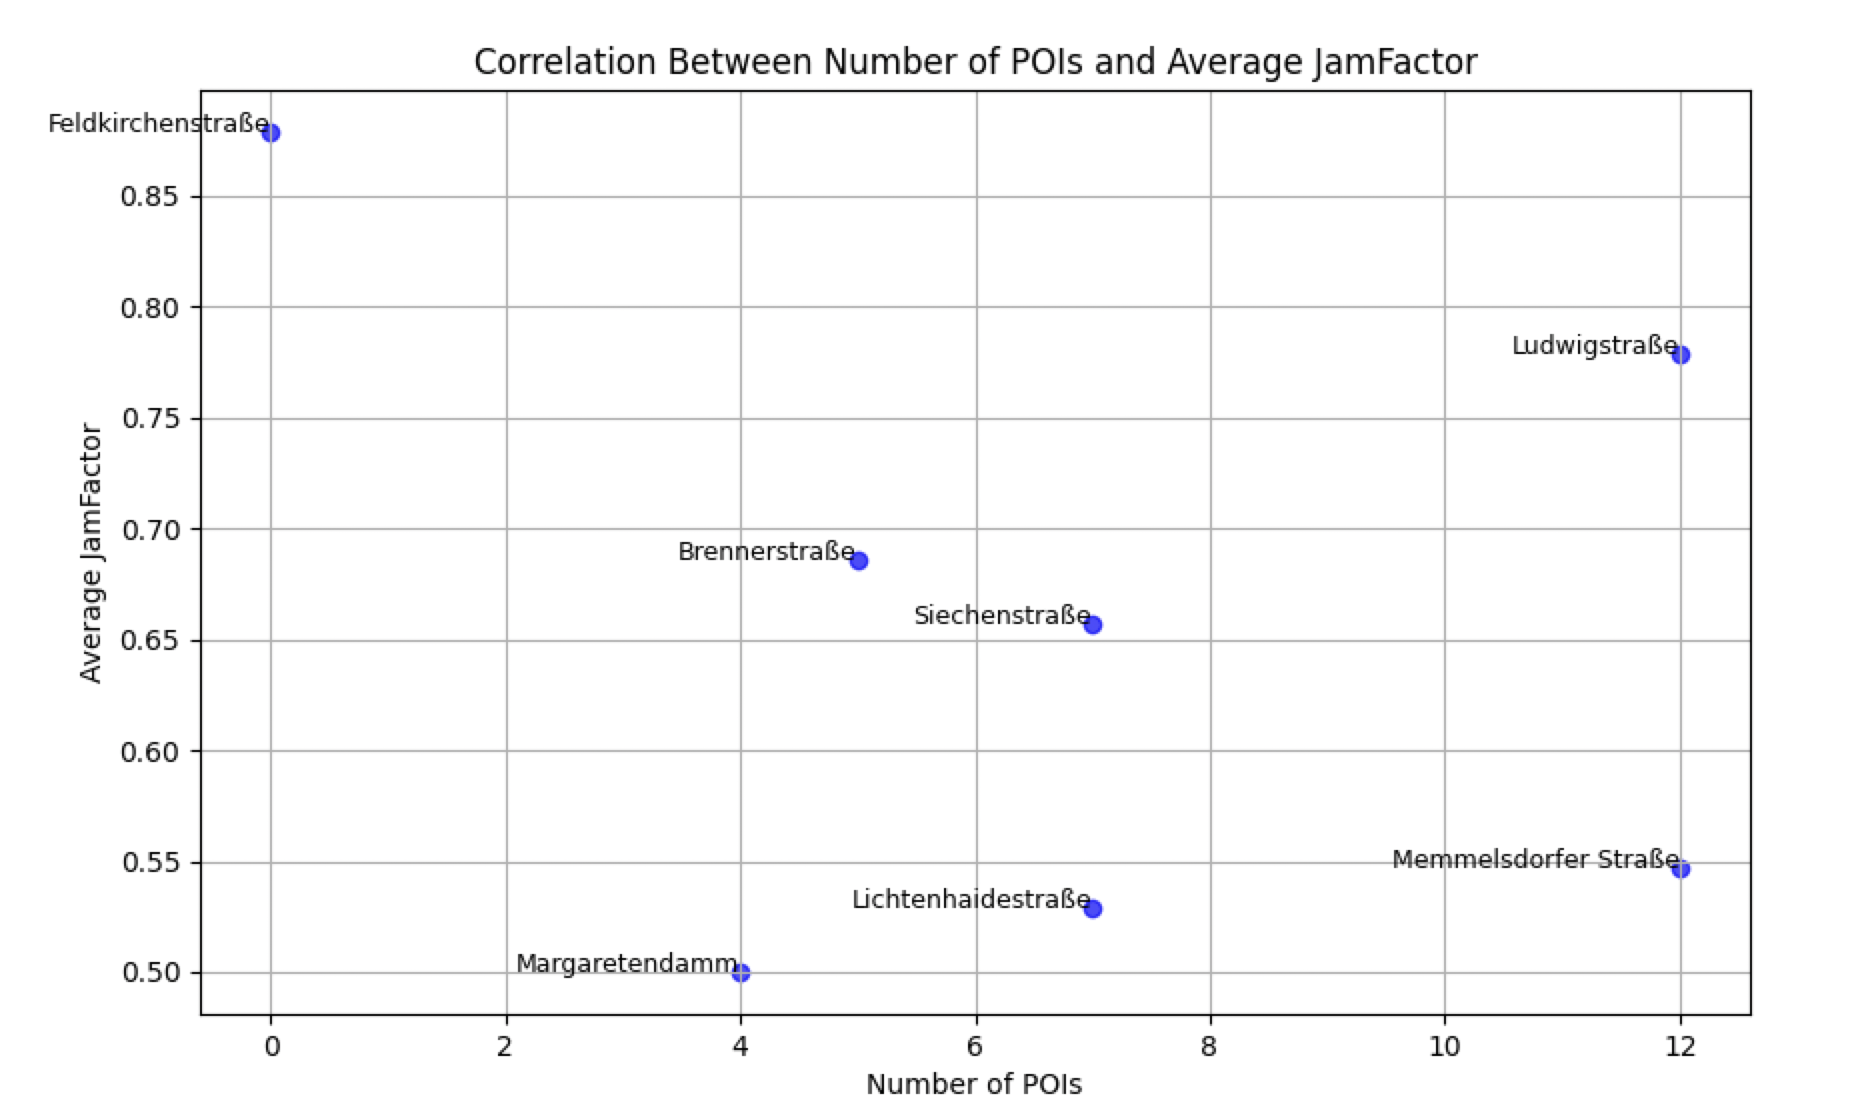 Correlation Between Number of POIs and Average JamFactor
Feldkirchenstraße
0.85
0.80
Ludwigstraße
0.75
0.70
Brennerstraße
Siechenstraße
0.65
0.60
0.55
Memmelsdorfer Straße
Lichtenhaidestraße
Margaretendamm
0.50
Average JamFactor
0 2 4 6 8 10 12
Number of POIs